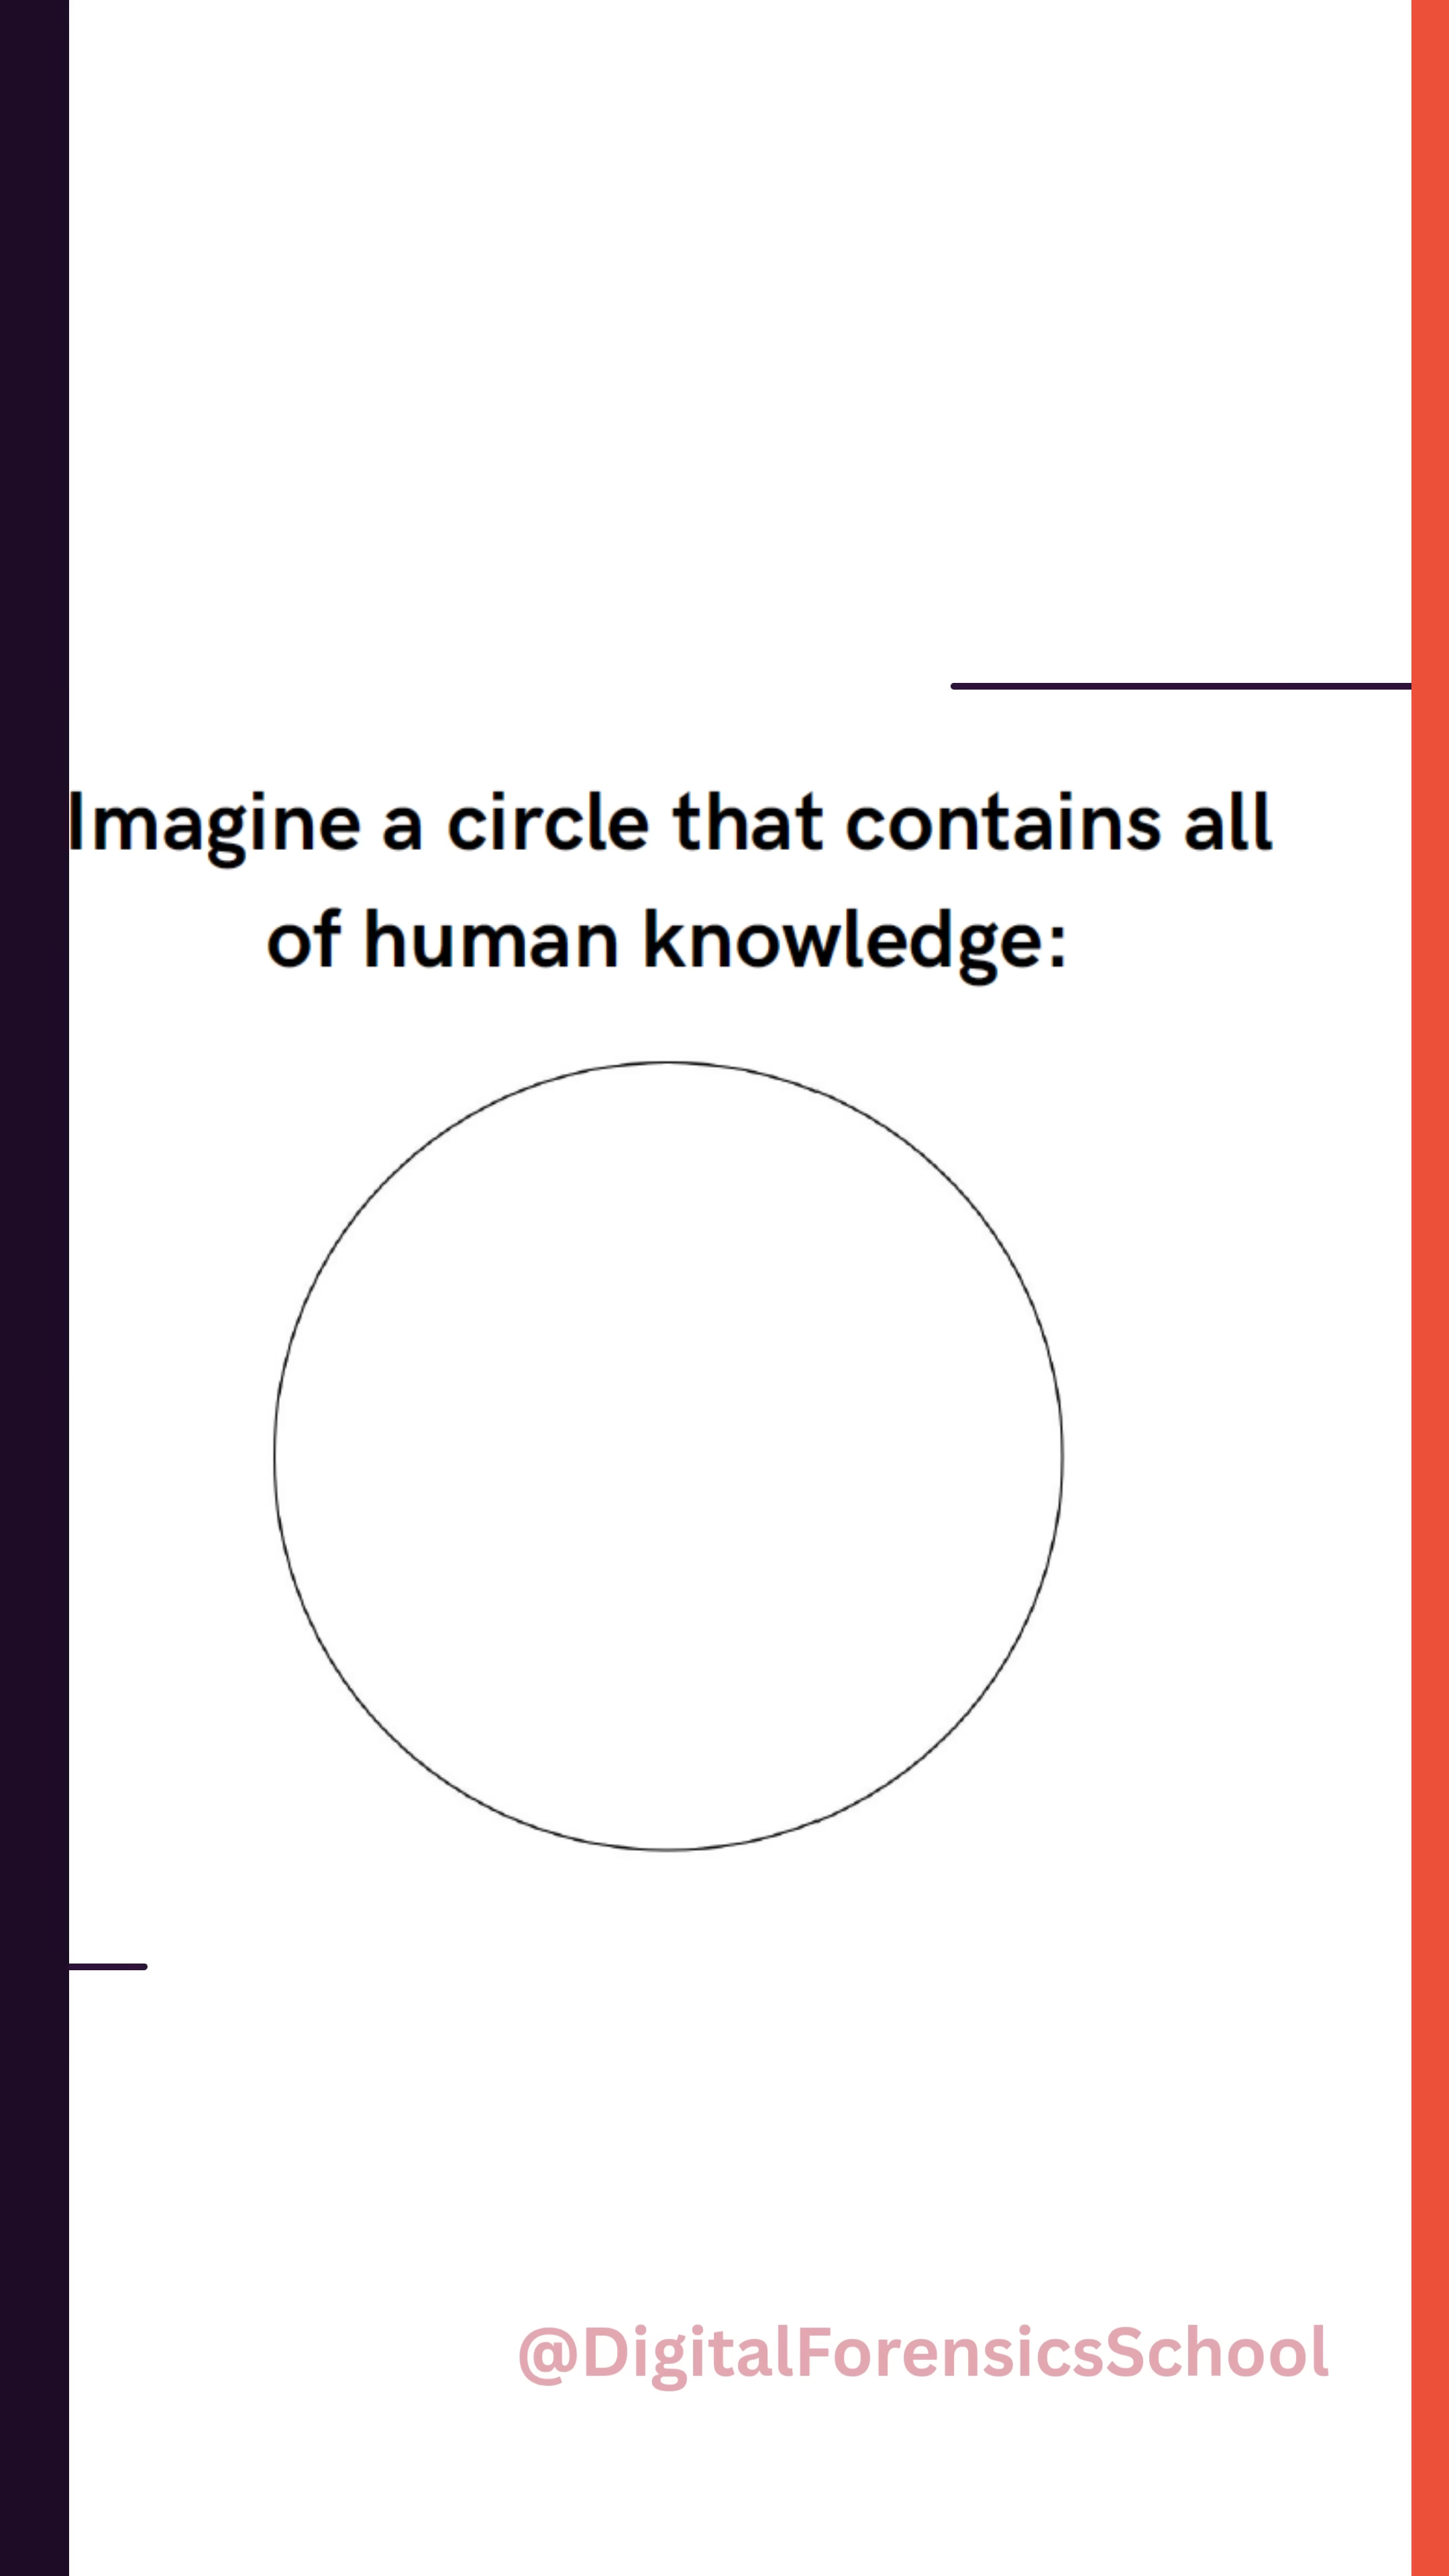 Imagine a circle that contains all
of human knowledge:
@DigitalForensicsSchool